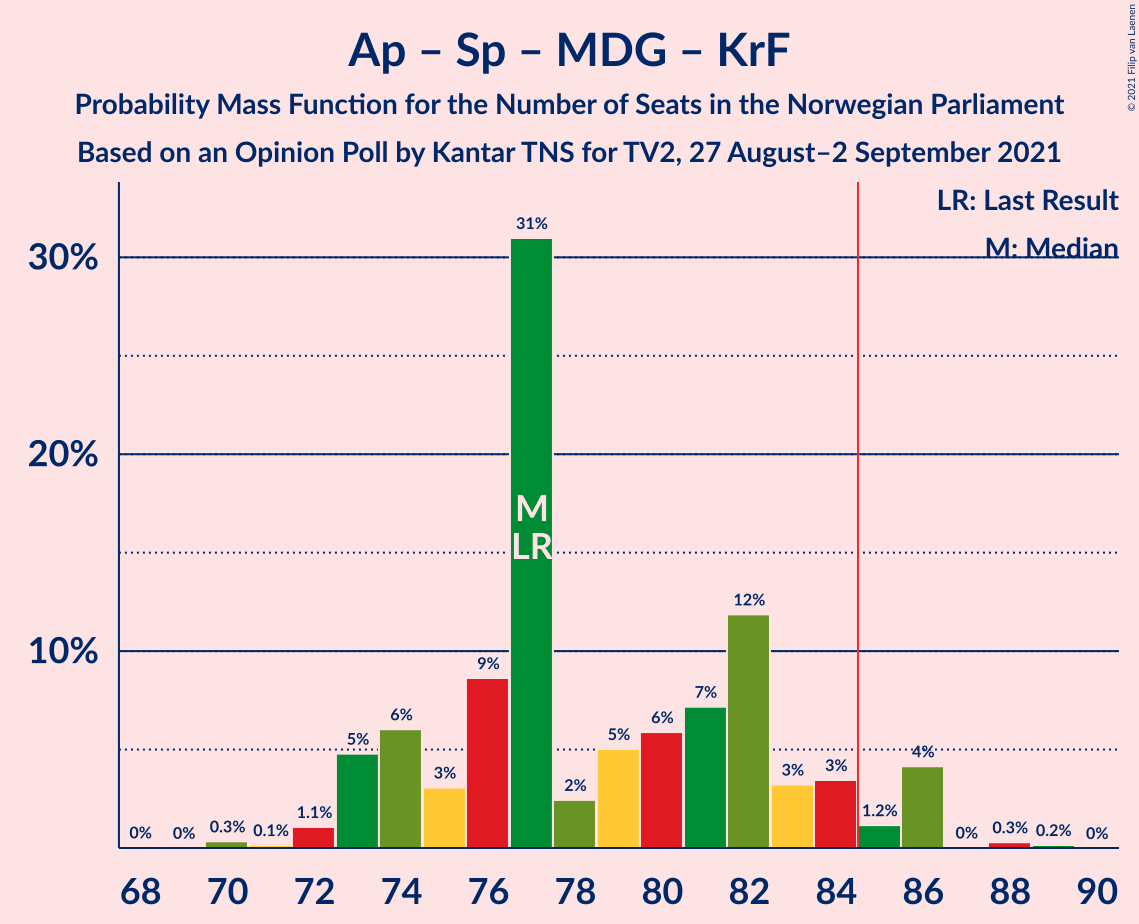 Ap – Sp – MDG – KrF
Probability Mass Function for the Number of Seats in the Norwegian Parliament
Based on an Opinion Poll by Kantar TNS for TV2, 27 August–2 September 2021
© 2021 Filip van Laenen
LR: Last Result
M: Median
30%
20%
10%
0%
0%
0.3%
0.1%
1.1%
5%
6%
3%
9%
31%
2%
5%
6%
7%
12%
3%
3%
1.2%
4%
0%
0.3%
0.2%
0%
M
LR
68 70 72 74 76 78 80 82 84 86 88 90